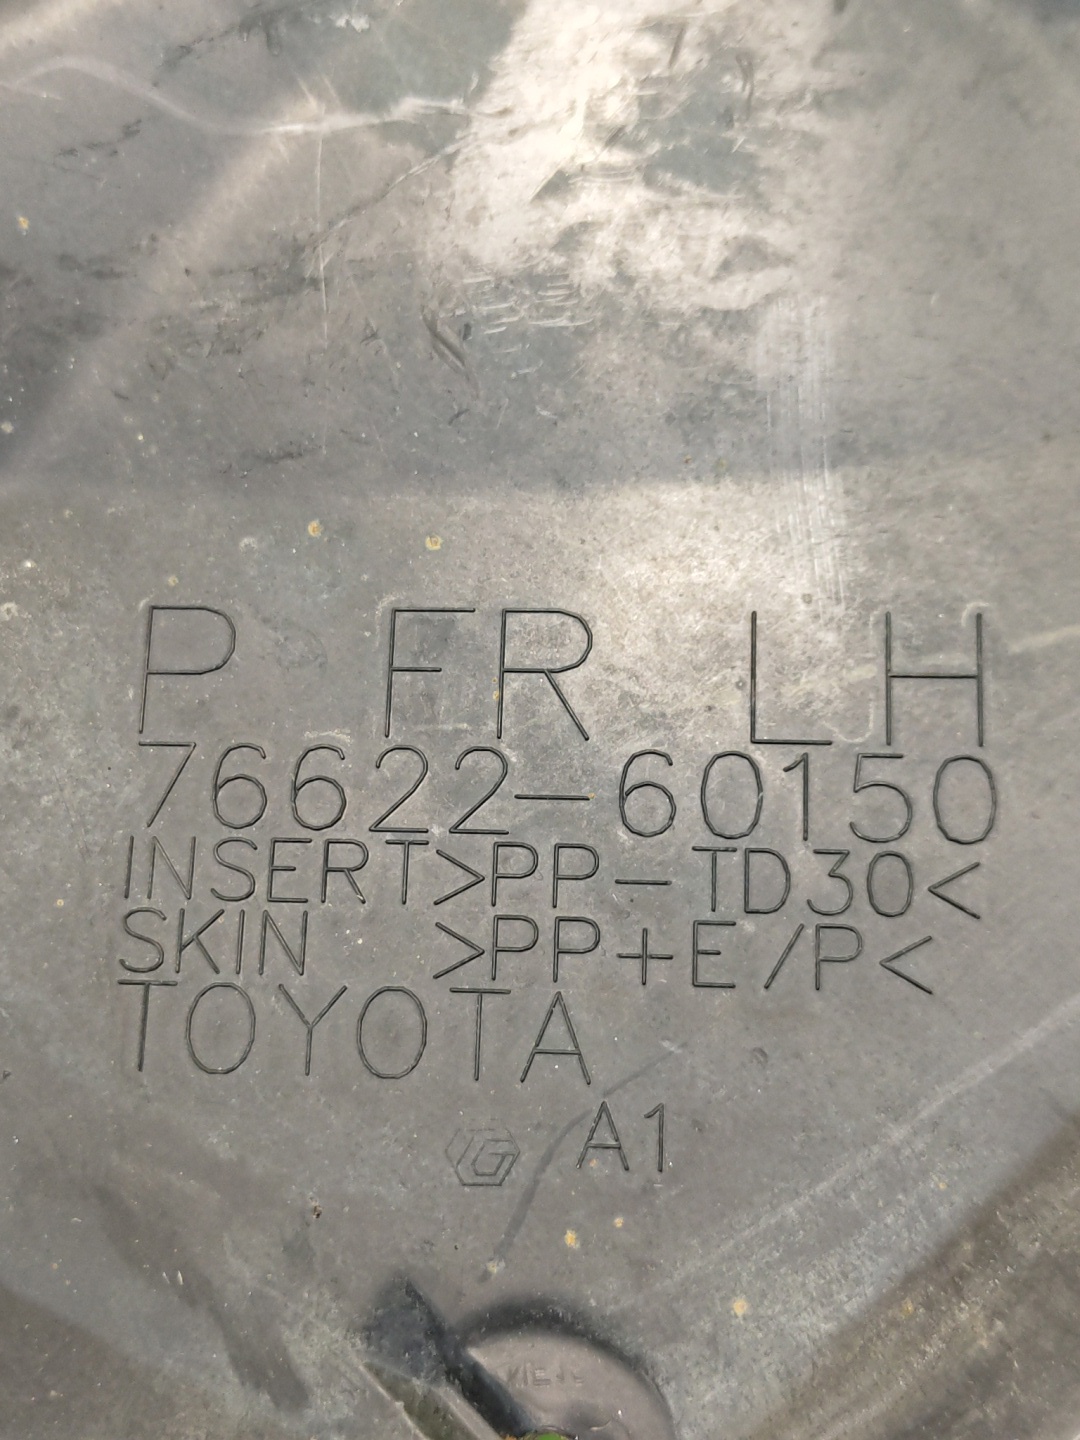 P FR LH
76622-60150
INSERT>PP-TD30<
SKIN >PP+E/P<
TOYOTA
A1